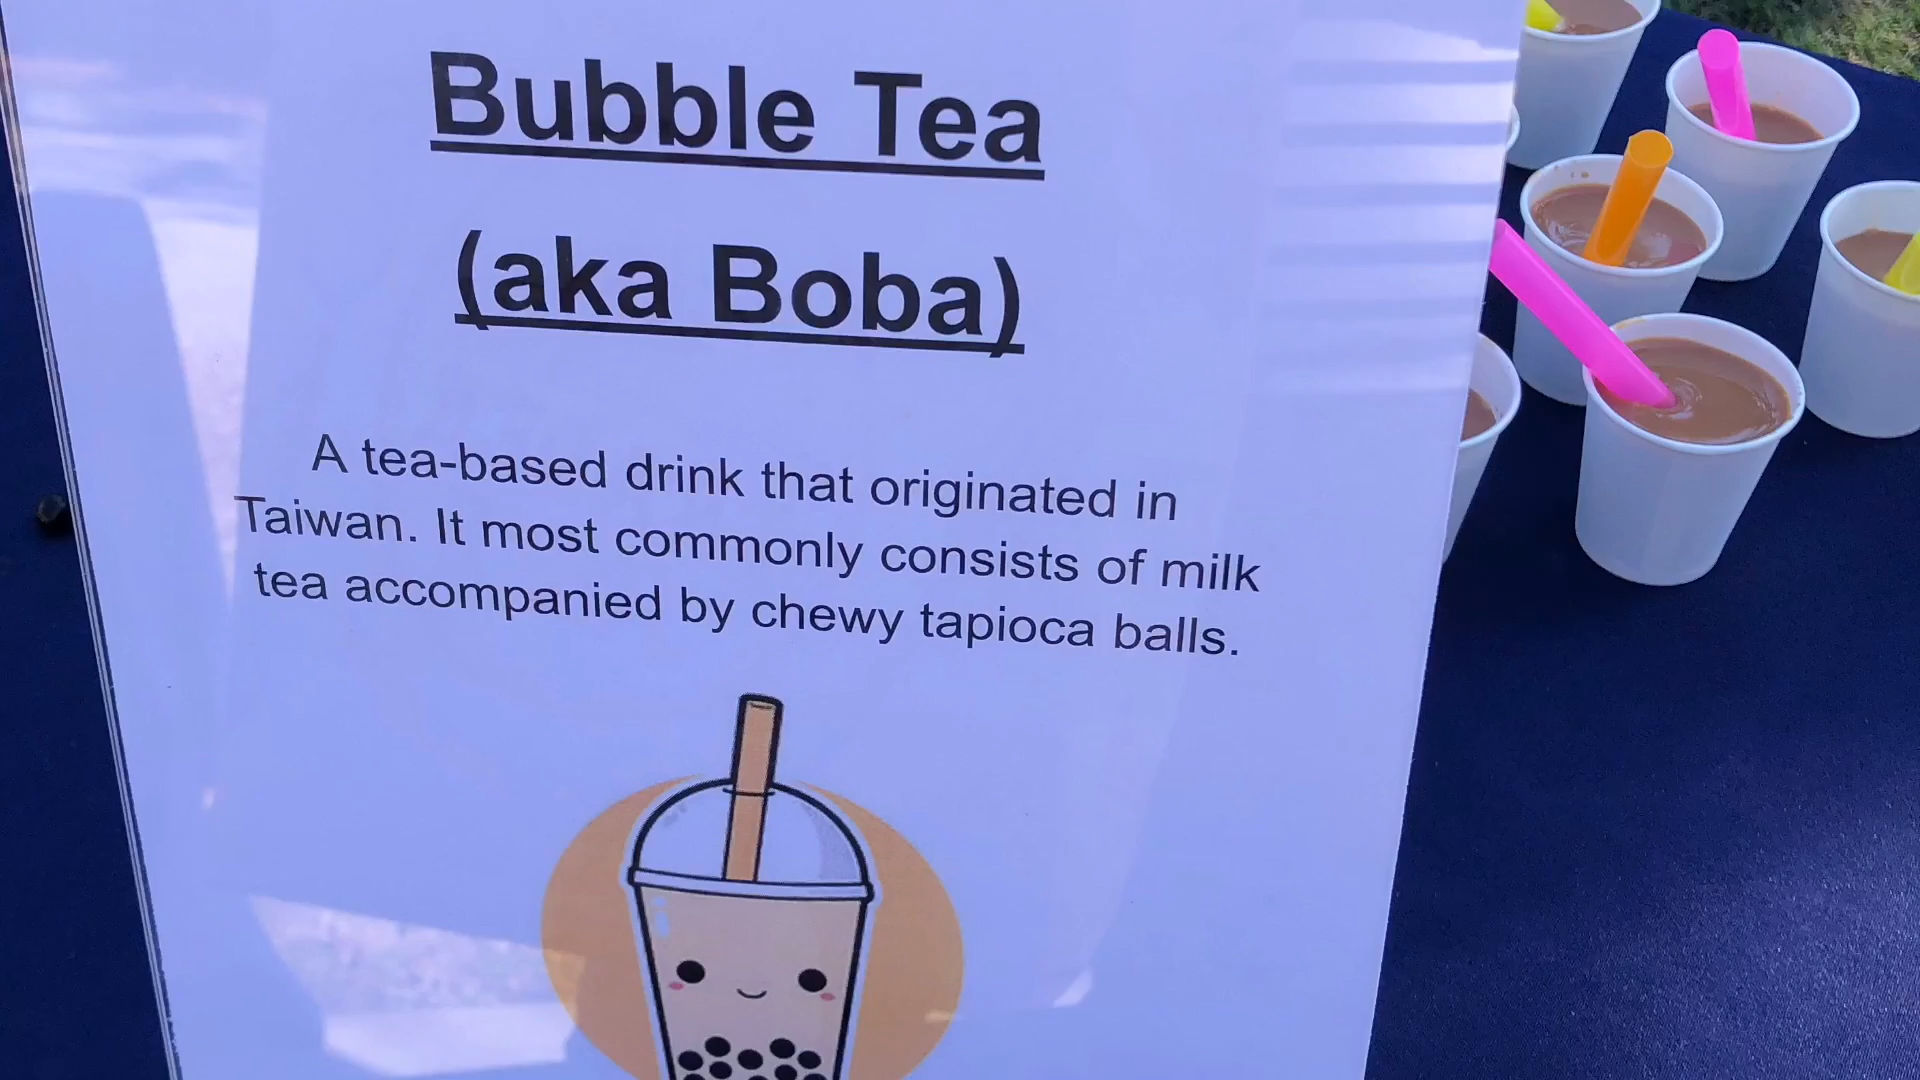 Bubble Tea
(aka Boba)
A tea-based drink that originated in
Taiwan. It most commonly consists of milk
tea accompanied by chewy tapioca balls.